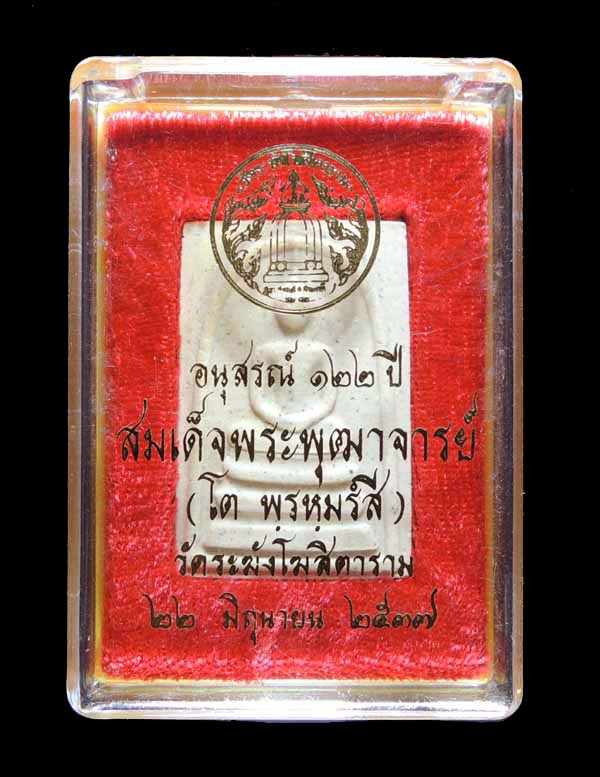 อนุสรณ์ ๑๒๒ ปี
สมเด็จพระพุฒาจารย์
(โต พฺรหฺมรํสี)
วัดระฆังโฆสิตาราม
๒๒ มิถุนายน ๒๕๓๗